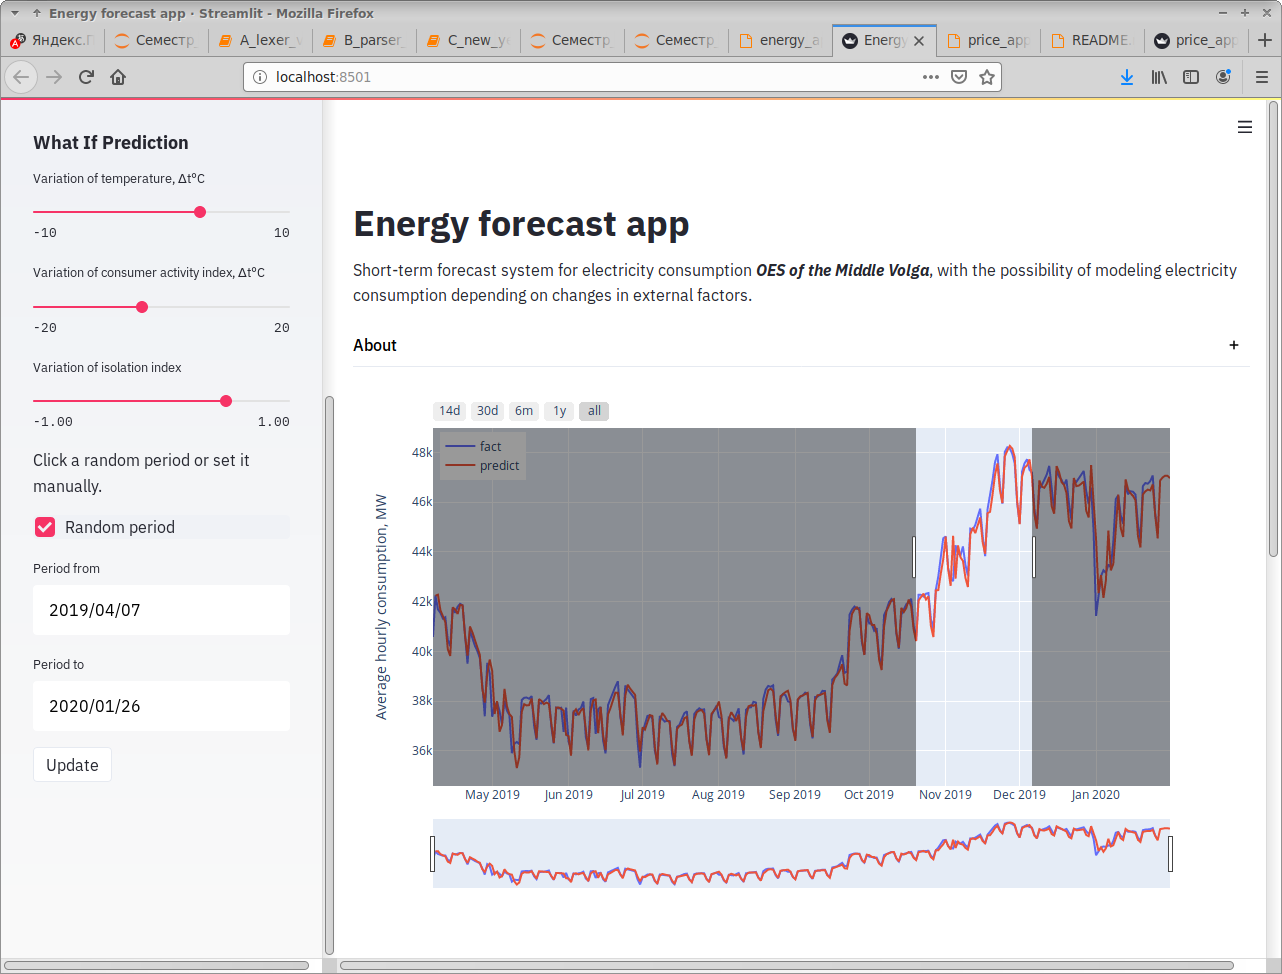 Energy forecast app · Streamlit - Mozilla Firefox
Яндекс.П
Семестр
A_lexer_v
B_parser_
C_new_ye
Семестр
Семестр
energy_a
Energy
price_app
README.
price_app
localhost:8501
What If Prediction
Variation of temperature, Δt°C
-10 10
Variation of consumer activity index, Δt°C
-20 20
Variation of isolation index
-1.00 1.00
Click a random period or set it
manually.
Random period
Period from
2019/04/07
Period to
2020/01/26
Update
Energy forecast app
Short-term forecast system for electricity consumption OES of the Middle Volga, with the possibility of modeling electricity
consumption depending on changes in external factors.
About +
14d 30d 6m 1y all
fact
predict
Average hourly consumption, MW
48k
46k
44k
42k
40k
38k
36k
May 2019 Jun 2019 Jul 2019 Aug 2019 Sep 2019 Oct 2019 Nov 2019 Dec 2019 Jan 2020